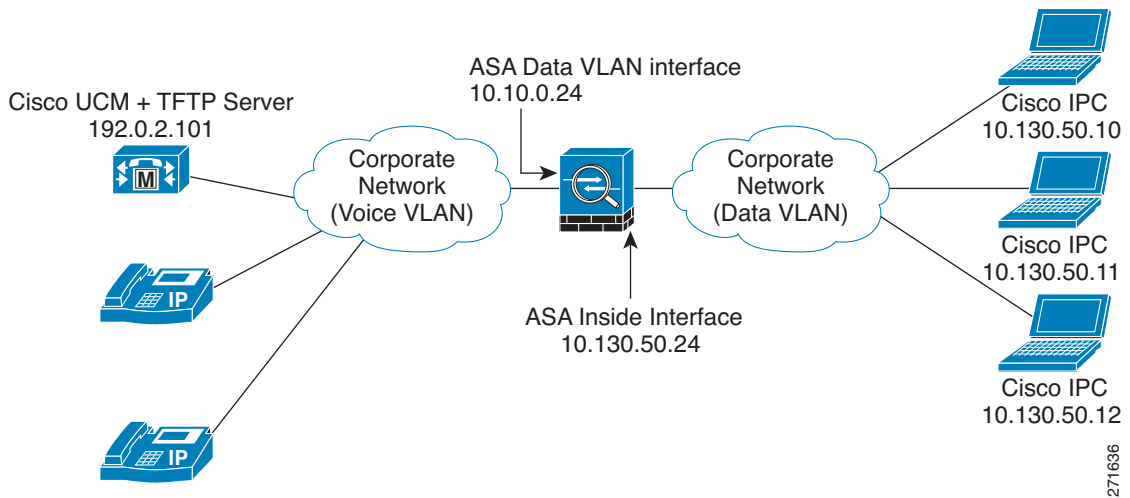 ASA Data VLAN interface
10.10.0.24
Cisco UCM + TFTP Server
192.0.2.101
M
Corporate
Network
(Voice VLAN)
Corporate
Network
(Data VLAN)
Cisco IPC
10.130.50.10
Cisco IPC
10.130.50.11
IP
ASA Inside Interface
10.130.50.24
Cisco IPC
10.130.50.12
IP
271636